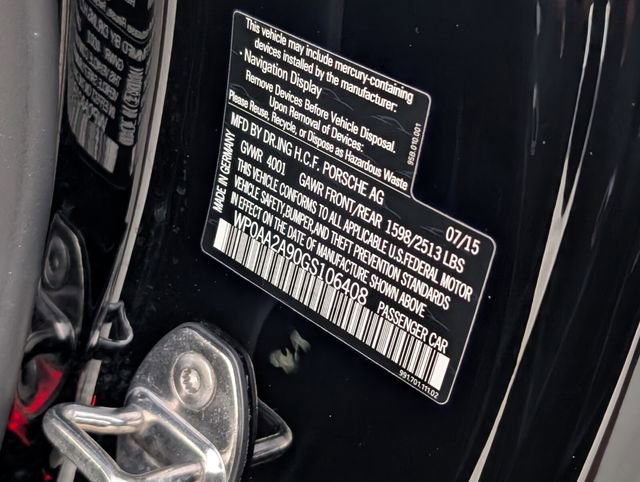 This vehicle may include mercury-containing
devices installed by the manufacturer:
· Navigation Display
Remove Devices Before Vehicle Disposal.
Upon Removal of Devices:
Please Reuse, Recycle, or Dispose as Hazardous Waste
95B.010.001
MADE IN GERMANY
MFD BY DR.ING H.C.F. PORSCHE AG 07/15
GVWR 4001 GAWR FRONT/REAR 1598/2513 LBS
THIS VEHICLE CONFORMS TO ALL APPLICABLE U.S.FEDERAL MOTOR
VEHICLE SAFETY,BUMPER,AND THEFT PREVENTION STANDARDS
IN EFFECT ON THE DATE OF MANUFACTURE SHOWN ABOVE
WP0AA2A90GS106408 PASSENGER CAR
991.701.111.02